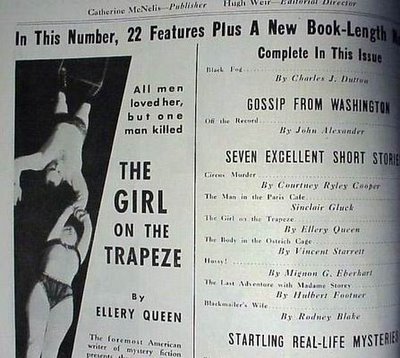 Catherine McNelis—Publisher Hugh Weir—Editorial Director
In This Number, 22 Features Plus A New Book-Length
All men
loved her,
but one
man killed
THE
GIRL
ON THE
TRAPEZE
BY
ELLERY QUEEN
The foremost American
writer of mystery fiction
presents the
Complete In This Issue
Black Fog
By Charles J. Dutton
GOSSIP FROM WASHINGTON
Off the Record
By John Alexander
SEVEN EXCELLENT SHORT STORIE
Circus Murder
By Courtney Ryley Cooper
The Man in the Paris Cafe
Sinclair Gluck
The Girl on the Trapeze
By Ellery Queen
The Body in the Ostrich Cage
By Vincent Starrett
Hussy!
By Mignon G. Eberhart
The Last Adventure with Madame Storey
By Hulbert Footner
Blackmailer's Wife
By Rodney Blake
STARTLING REAL-LIFE MYSTERIE